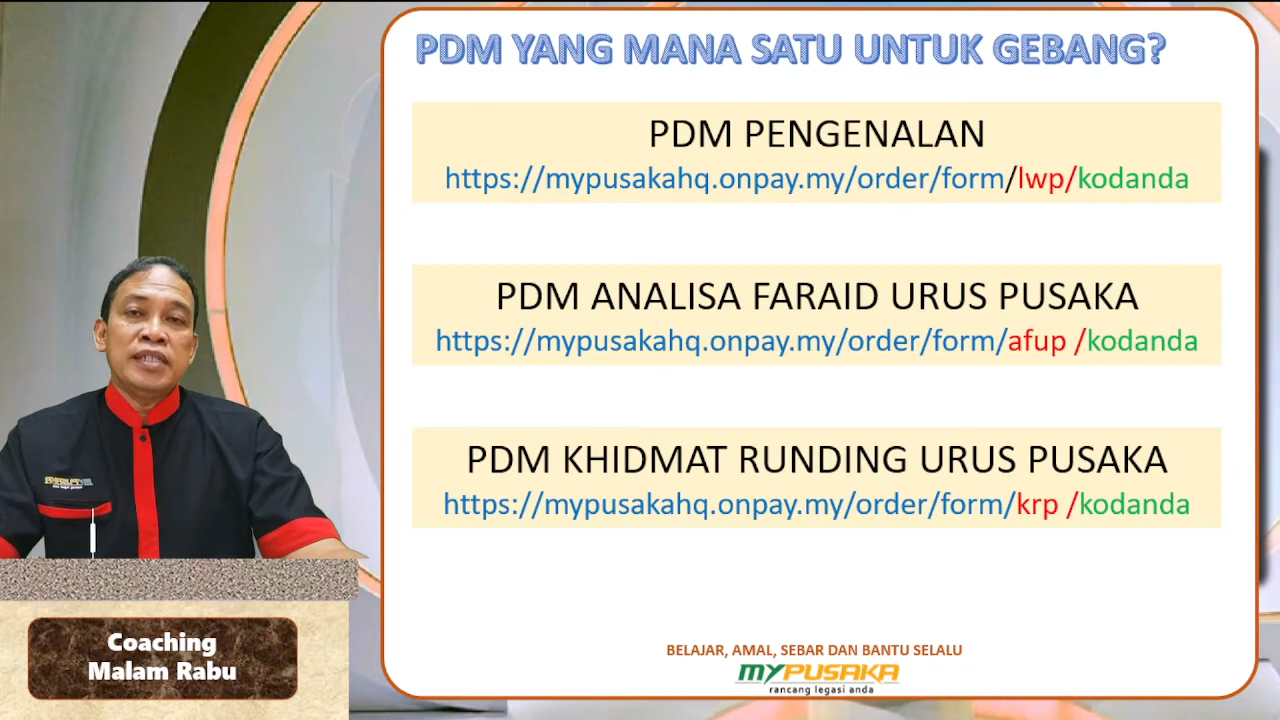 PDM YANG MANA SATU UNTUK GEBANG?
PDM PENGENALAN
https://mypusakahq.onpay.my/order/form/lwp/kodanda
PDM ANALISA FARAID URUS PUSAKA
https://mypusakahq.onpay.my/order/form/afup /kodanda
PDM KHIDMAT RUNDING URUS PUSAKA
https://mypusakahq.onpay.my/order/form/krp /kodanda
Coaching
Malam Rabu
BELAJAR, AMAL, SEBAR DAN BANTU SELALU
MYPUSAKA
rancang legasi anda